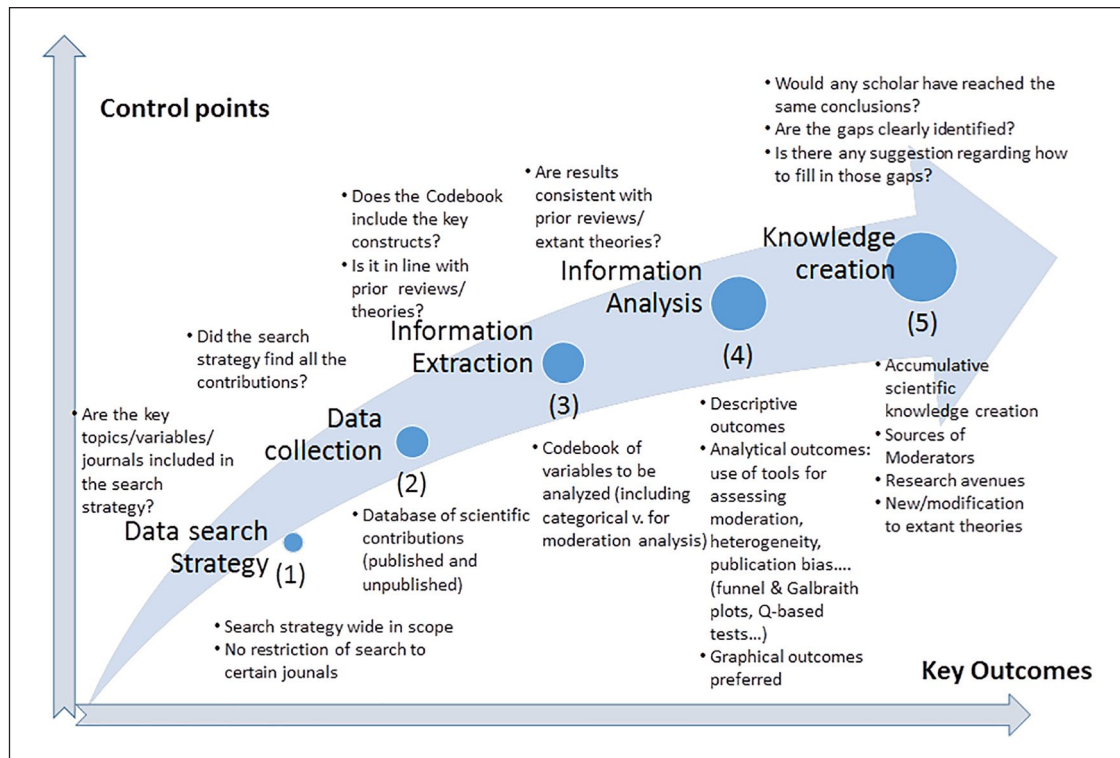 Control points
• Would any scholar have reached the
same conclusions?
• Are the gaps clearly identified?
• Is there any suggestion regarding how
to fill in those gaps?
• Are results
consistent with
prior reviews/
extant theories?
• Does the Codebook
include the key
constructs?
• Is it in line with
prior reviews/
theories?
• Did the search
strategy find all the
contributions?
• Are the key
topics/variables/
journals included in
the search
strategy?
Data search
Strategy
(1)
• Search strategy wide in scope
• No restriction of search to
certain jounals
Data
collection
(2)
• Database of scientific
contributions
(published and
unpublished)
Information
Extraction
(3)
• Codebook of
variables to be
analyzed (including
categorical v. for
moderation analysis)
Information
Analysis
(4)
• Descriptive
outcomes
• Analytical outcomes:
use of tools for
assessing
moderation,
heterogeneity,
publication bias....
(funnel & Galbraith
plots, Q-based
tests...)
• Graphical outcomes
preferred
Knowledge
creation
(5)
• Accumulative
scientific
knowledge creation
• Sources of
Moderators
• Research avenues
• New/modification
to extant theories
Key Outcomes